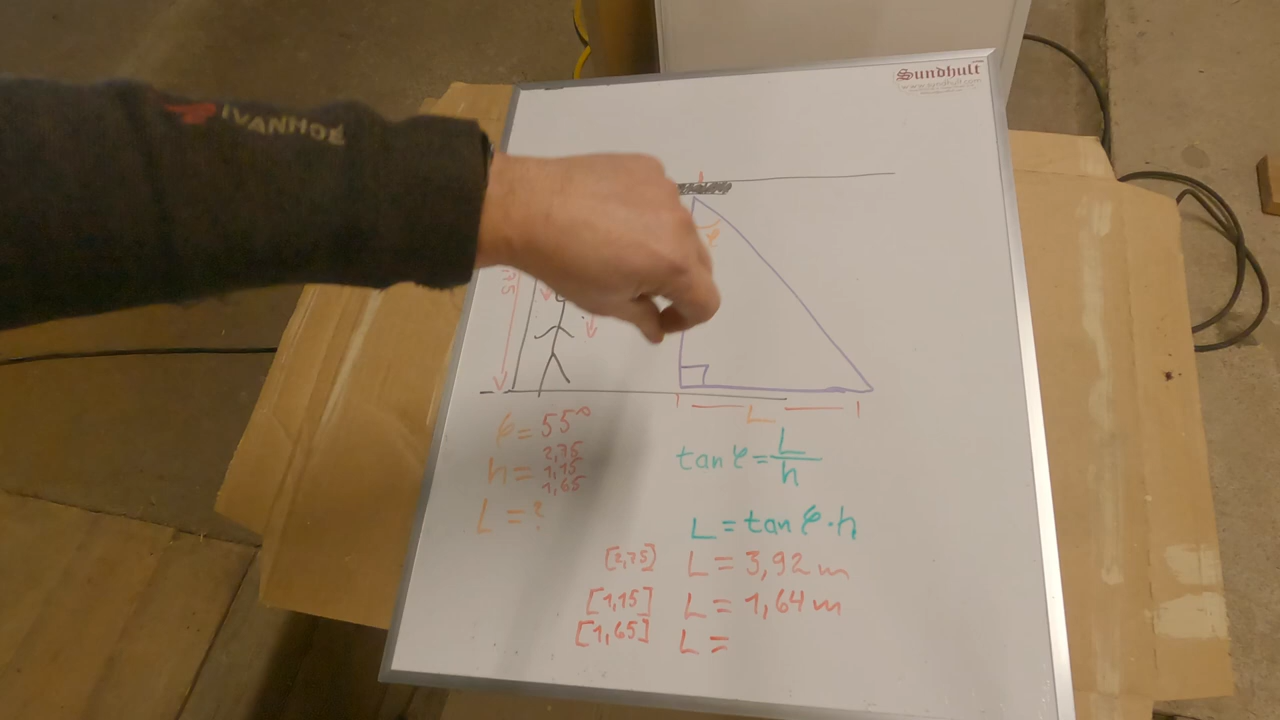 Sundhult
IVANHOE
φ
L
φ = 55°
2,75
h = 1,15
1,65
L = ?
tan φ = L/h
L = tan φ · h
[2,75] L = 3,92 m
[1,15] L = 1,64 m
[1,65] L =